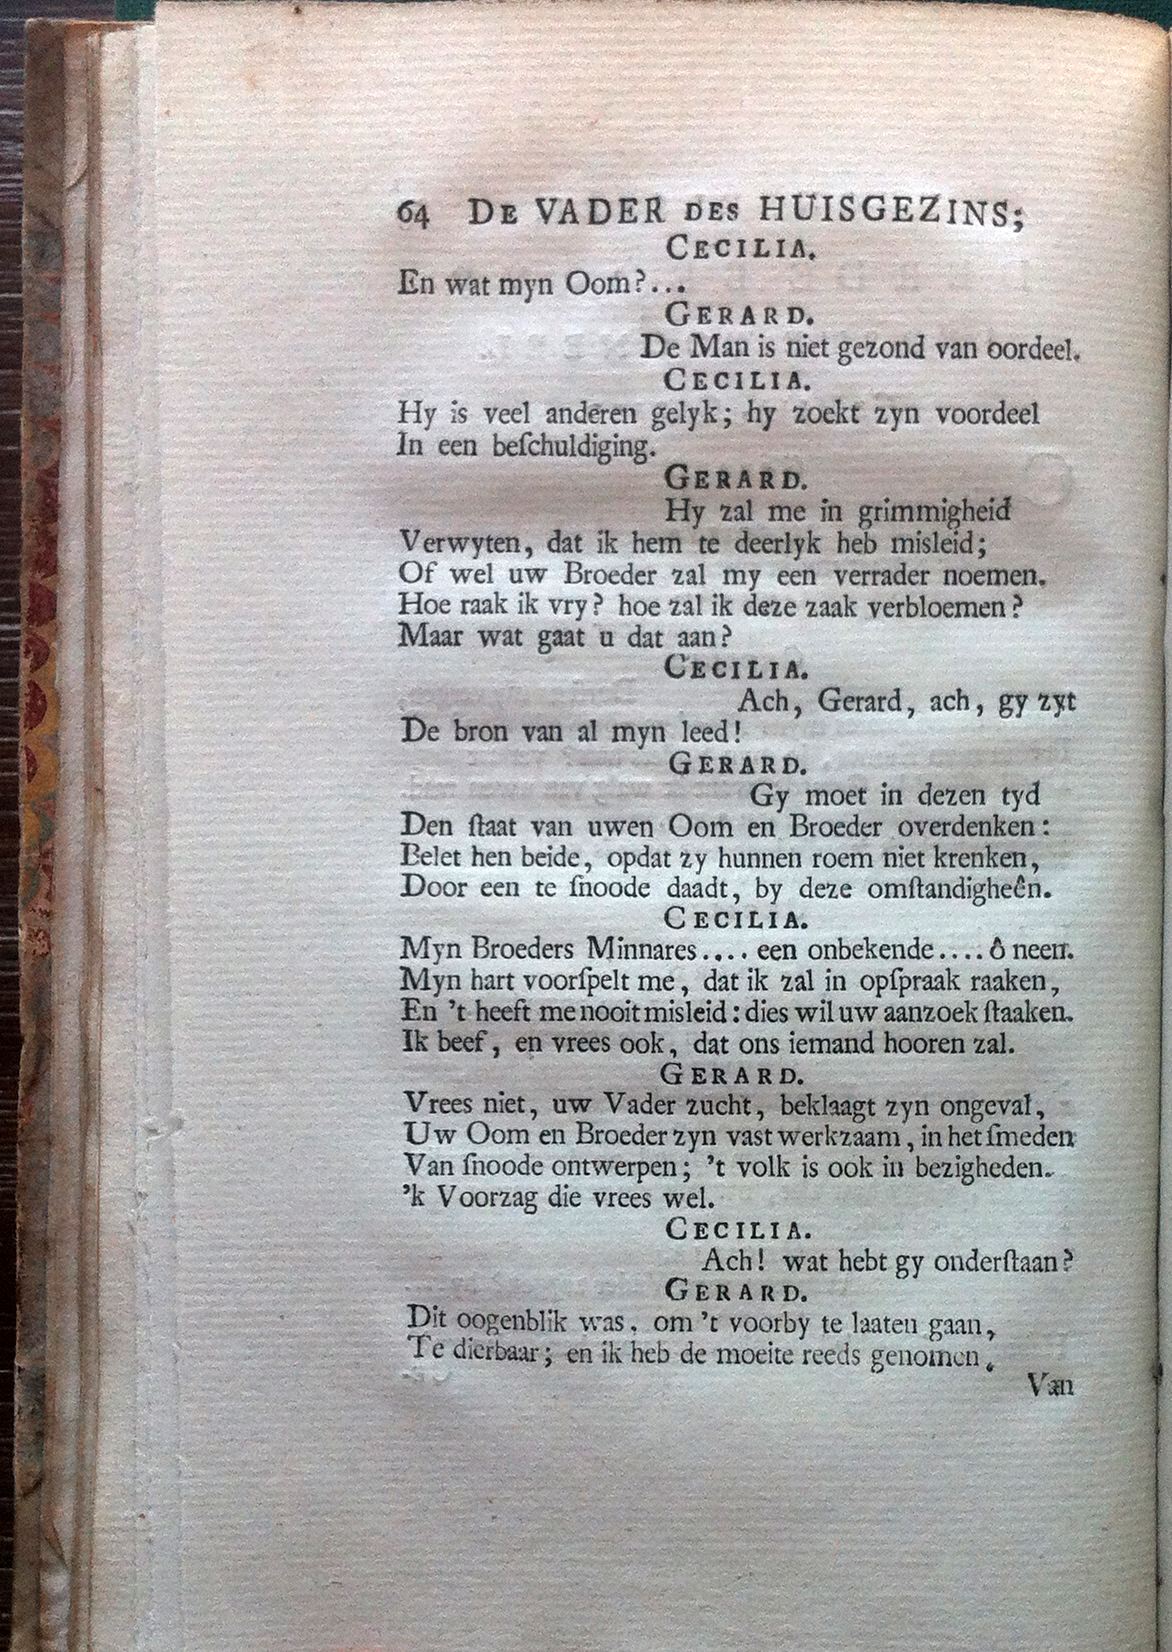 64 DE VADER DES HUISGEZINS;
CECILIA.
En wat myn Oom?...
GERARD.
De Man is niet gezond van oordeel.
CECILIA.
Hy is veel anderen gelyk; hy zoekt zyn voordeel
In een beſchuldiging.
GERARD.
Hy zal me in grimmigheid
Verwyten, dat ik hem te deerlyk heb misleid;
Of wel uw Broeder zal my een verrader noemen.
Hoe raak ik vry? hoe zal ik deze zaak verbloemen?
Maar wat gaat u dat aan?
CECILIA.
Ach, Gerard, ach, gy zyt
De bron van al myn leed!
GERARD.
Gy moet in dezen tyd
Den ſtaat van uwen Oom en Broeder overdenken:
Belet hen beide, opdat zy hunnen roem niet krenken,
Door een te ſnoode daadt, by deze omſtandigheên.
CECILIA.
Myn Broeders Minnares.... een onbekende.... ô neen.
Myn hart voorſpelt me, dat ik zal in opſpraak raaken,
En 't heeft me nooit misleid: dies wil uw aanzoek ſtaaken.
Ik beef, en vrees ook, dat ons iemand hooren zal.
GERARD.
Vrees niet, uw Vader zucht, beklaagt zyn ongeval,
Uw Oom en Broeder zyn vast werkzaam, in het ſmeden
Van ſnoode ontwerpen; 't volk is ook in bezigheden.
'k Voorzag die vrees wel.
CECILIA.
Ach! wat hebt gy onderſtaan?
GERARD.
Dit oogenblik was, om 't voorby te laaten gaan,
Te dierbaar; en ik heb de moeite reeds genomen,
Van